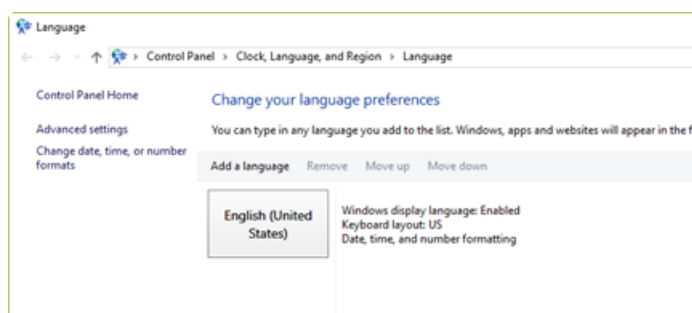 Language
Control Panel › Clock, Language, and Region › Language
Control Panel Home
Advanced settings
Change date, time, or number
formats
Change your language preferences
You can type in any language you add to the list. Windows, apps and websites will appear in the
Add a language Remove Move up Move down
English (United
States)
Windows display language: Enabled
Keyboard layout: US
Date, time, and number formatting